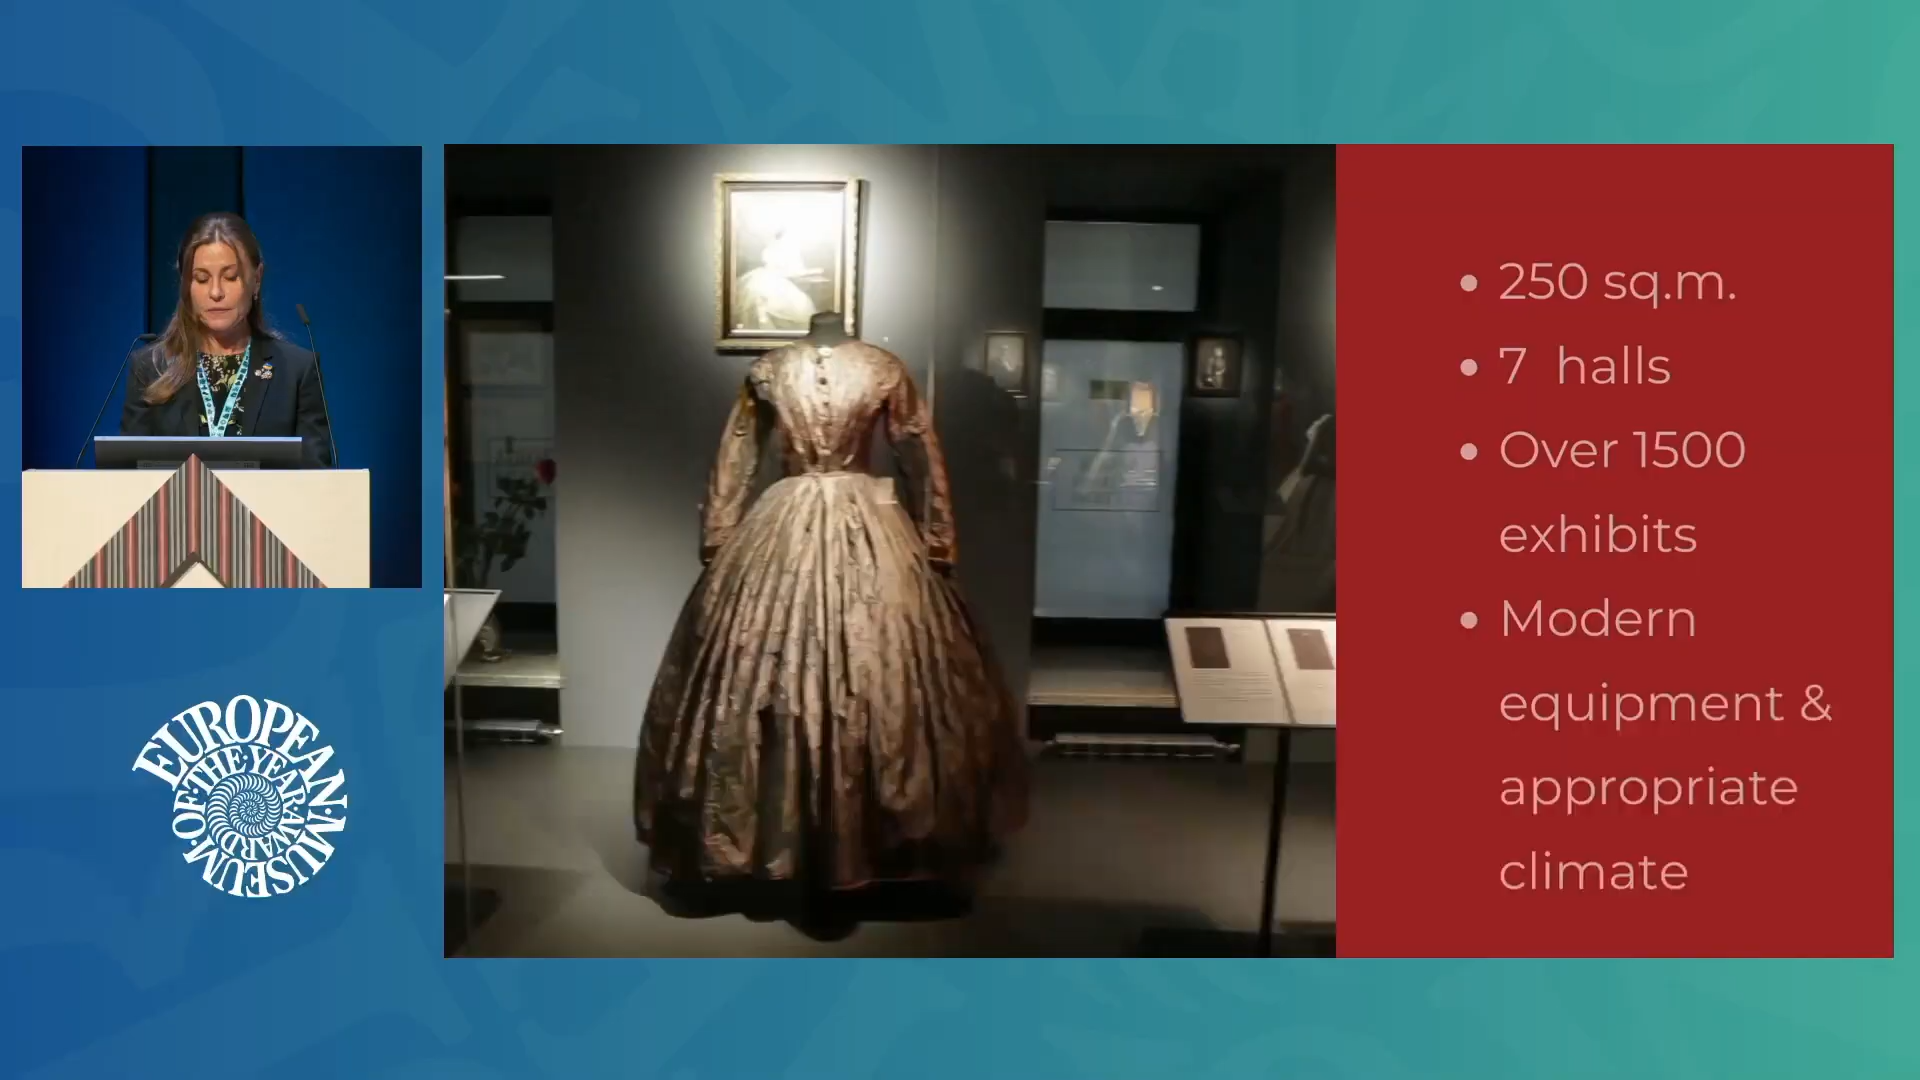 • 250 sq.m.
• 7 halls
• Over 1500
exhibits
• Modern
equipment &
appropriate
climate
EUROPEAN·MUSEUM·
OF·THE·YEAR·
AWARD